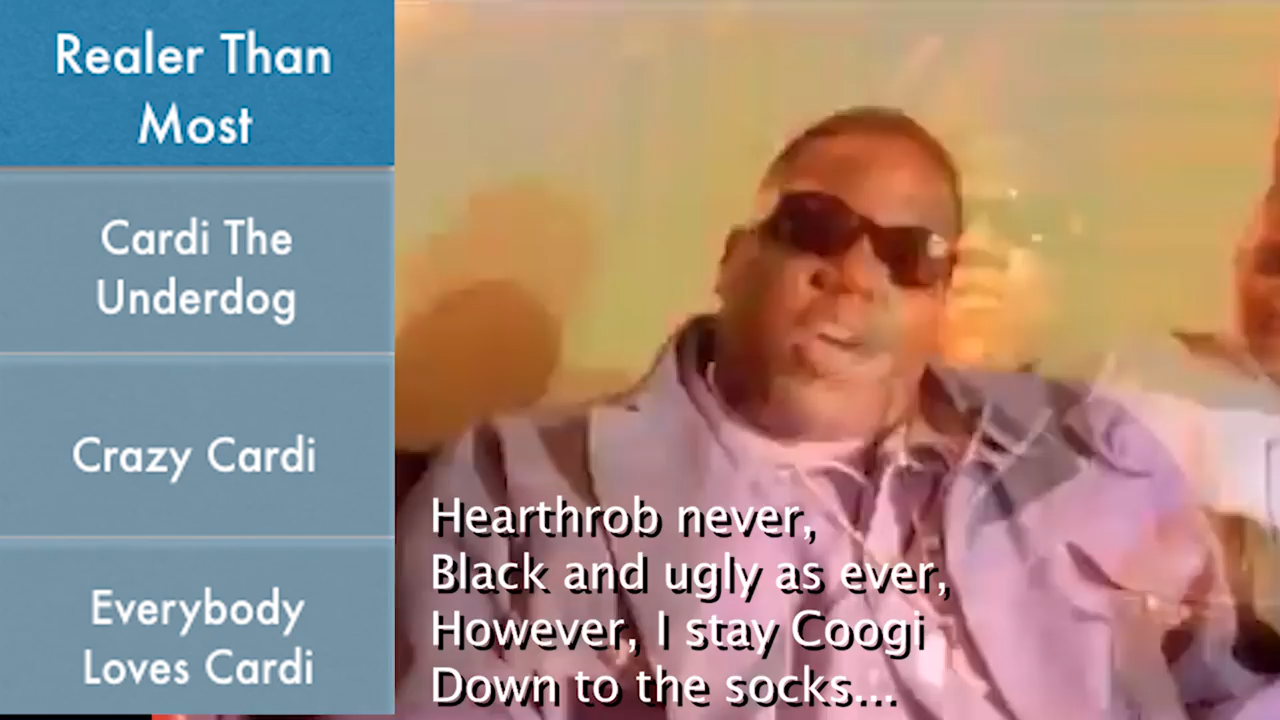 Realer Than
Most
Cardi The
Underdog
Crazy Cardi
Everybody
Loves Cardi
Hearthrob never,
Black and ugly as ever,
However, I stay Coogi
Down to the socks...